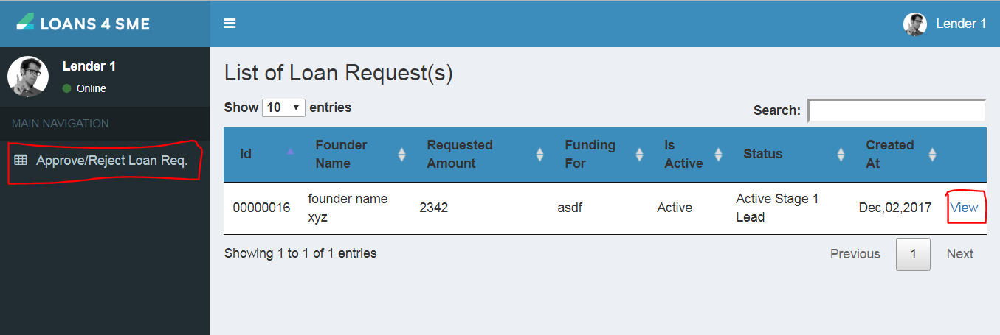 LOANS 4 SME
Lender 1
Lender 1
Online
MAIN NAVIGATION
Approve/Reject Loan Req.
List of Loan Request(s)
Show 10 entries
Search:
Id Founder Name Requested Amount Funding For Is Active Status Created At
00000016 founder name xyz 2342 asdf Active Active Stage 1 Lead Dec,02,2017 View
Showing 1 to 1 of 1 entries
Previous 1 Next